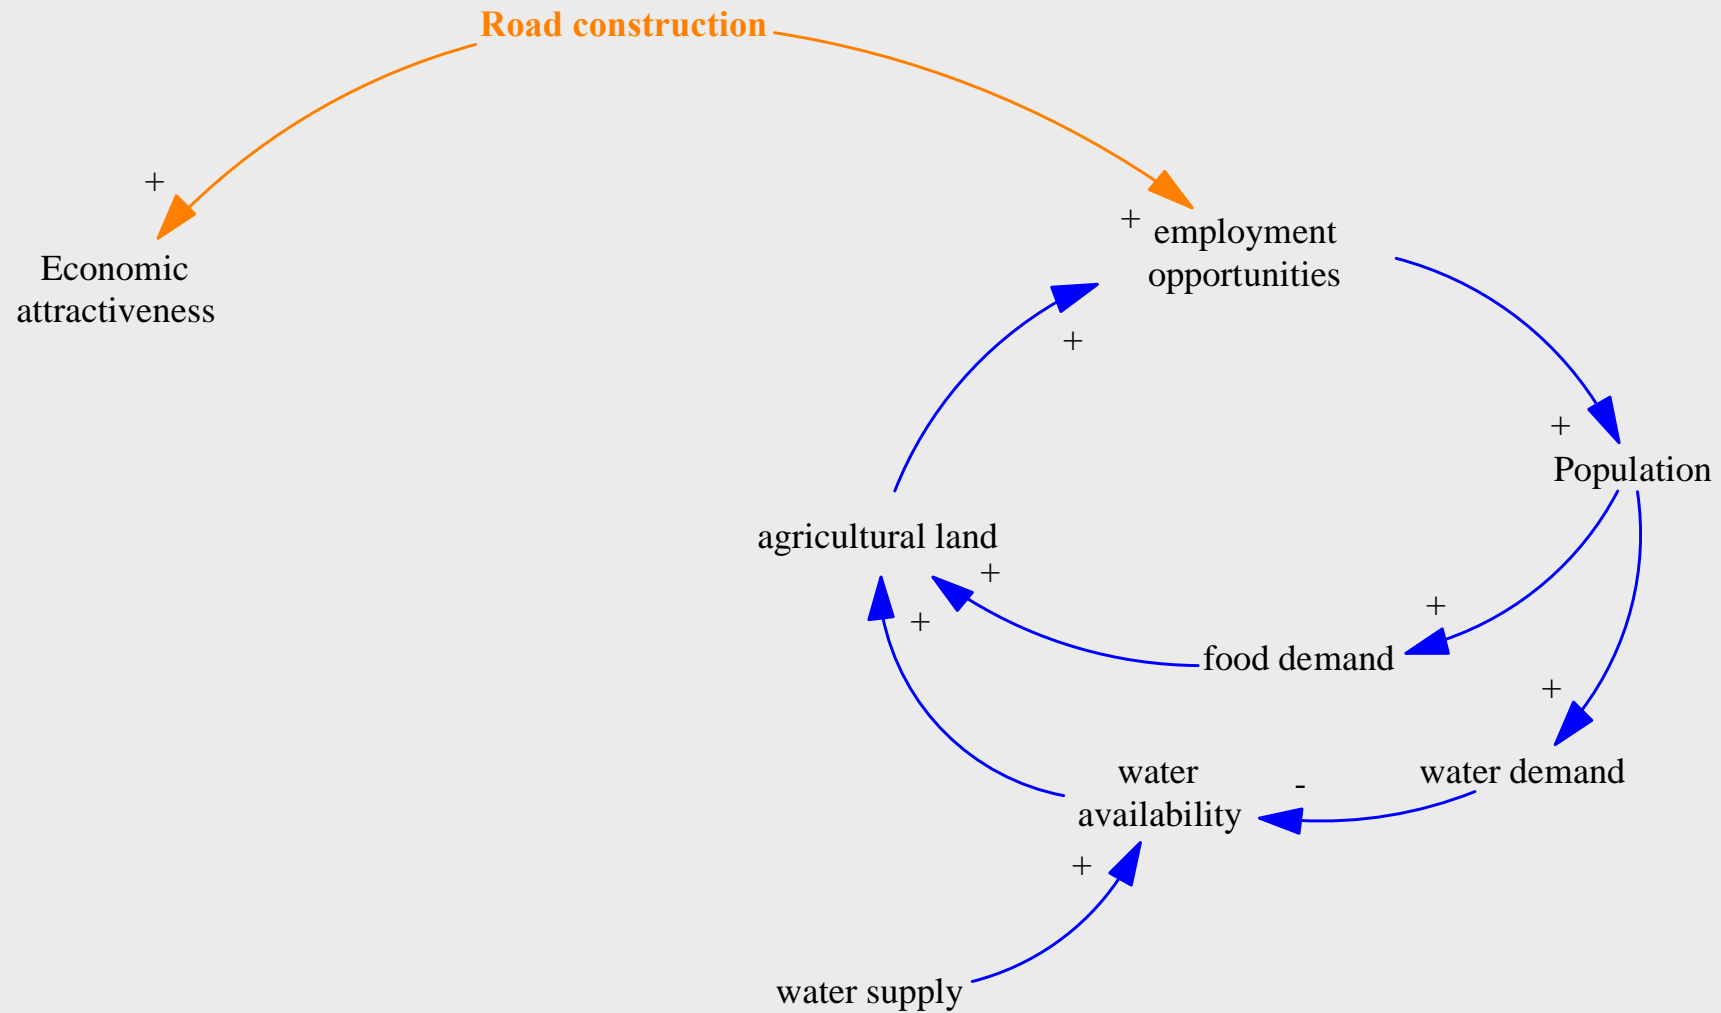 Road construction
+
+
employment
opportunities
Economic
attractiveness
+
+
Population
agricultural land
+
+
+
food demand
+
water
availability
-
water demand
+
water supply